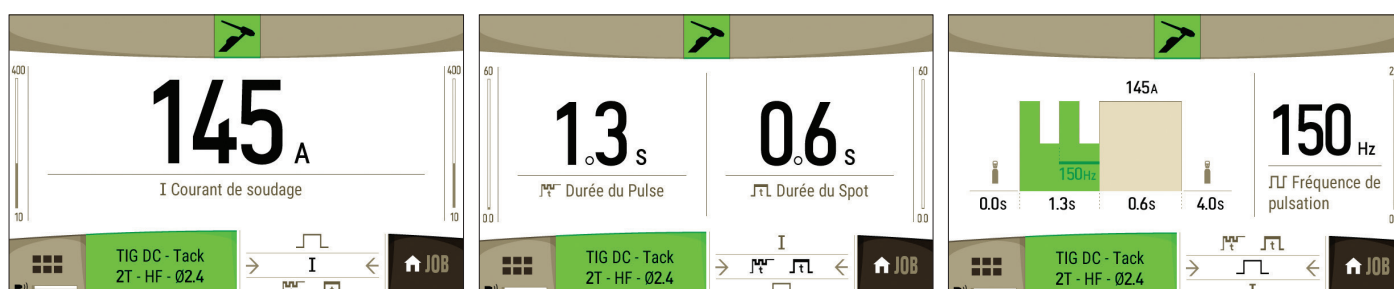 400
400
145 A
I Courant de soudage
10
10
TIG DC - Tack
2T - HF - Ø2.4
I
JOB
60
60
1.3 s
0.6 s
t Durée du Pulse
t Durée du Spot
0.0
0.0
TIG DC - Tack
2T - HF - Ø2.4
I
t t
JOB
145A
150Hz
0.0s 1.3s 0.6s 4.0s
150 Hz
Fréquence de
pulsation
TIG DC - Tack
2T - HF - Ø2.4
t t
JOB